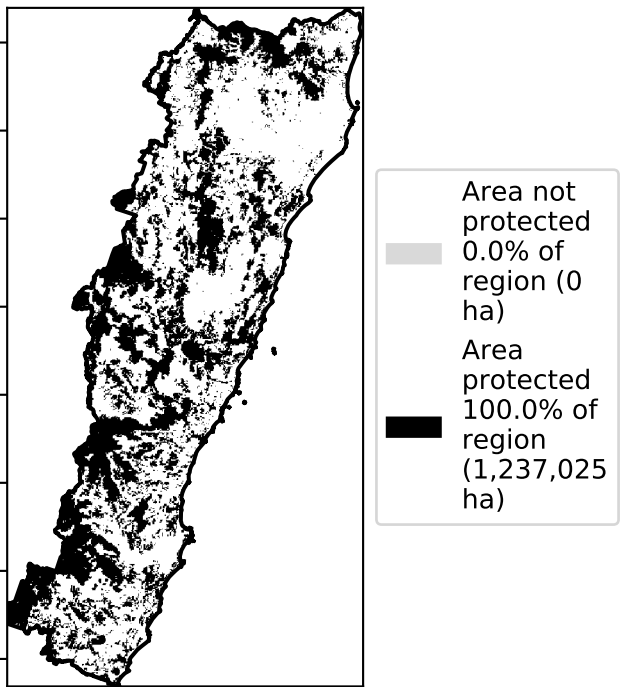 Area not
protected
0.0% of
region (0
ha)
Area
protected
100.0% of
region
(1,237,025
ha)